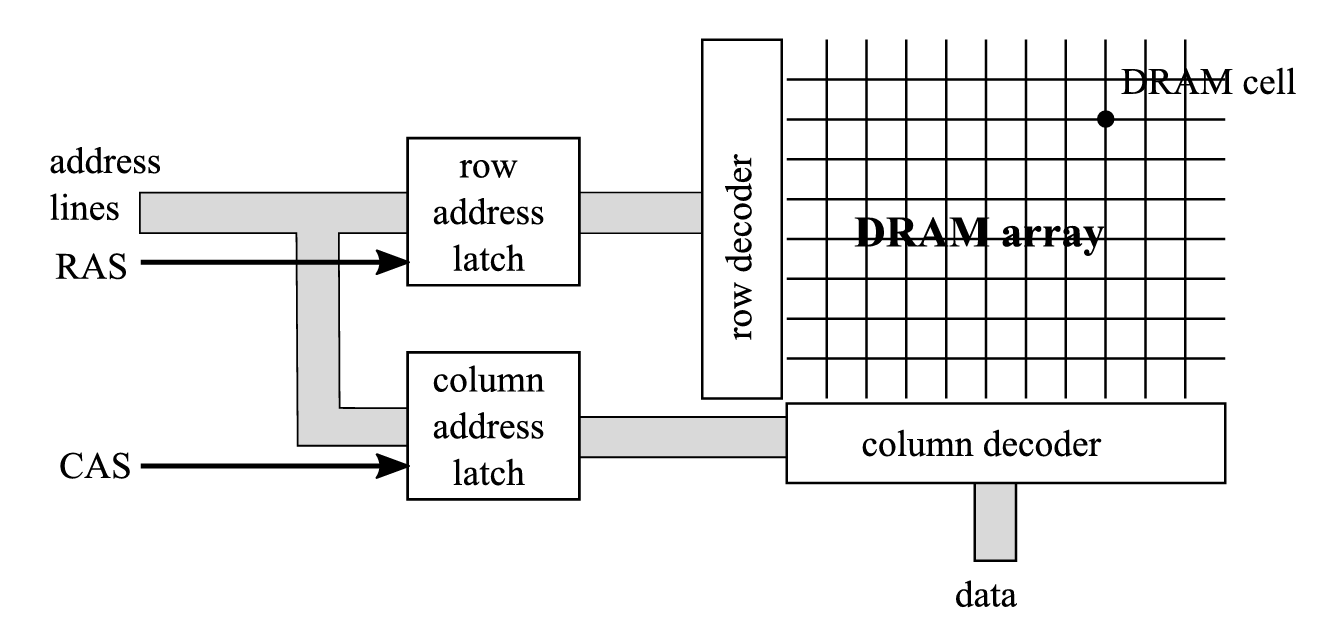 DRAM cell
address
lines
RAS
row
address
latch
row decoder
DRAM array
column
address
latch
CAS
column decoder
data